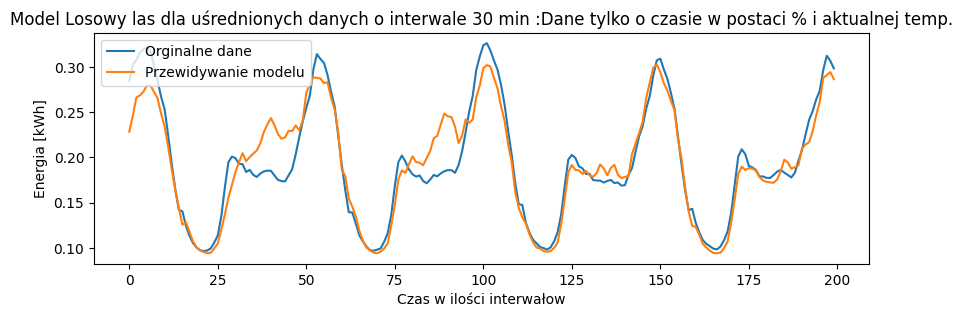 Model Losowy las dla uśrednionych danych o interwale 30 min :Dane tylko o czasie w postaci % i aktualnej temp.
Orginalne dane
Przewidywanie modelu
Energia [kWh]
0.30
0.25
0.20
0.15
0.10
0 25 50 75 100 125 150 175 200
Czas w ilości interwałow